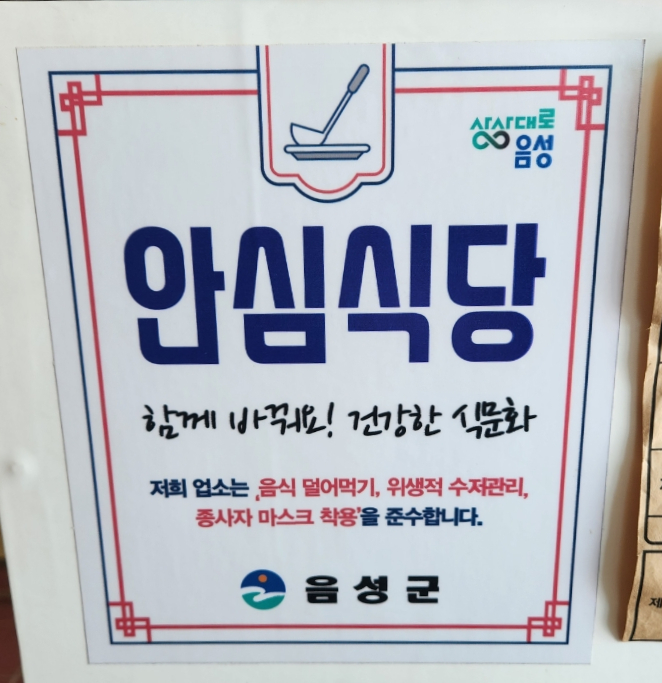 상상대로
음성
안심식당
함께 바꿔요! 건강한 식문화
저희 업소는 '음식 덜어먹기, 위생적 수저관리,
종사자 마스크 착용'을 준수합니다.
음성군